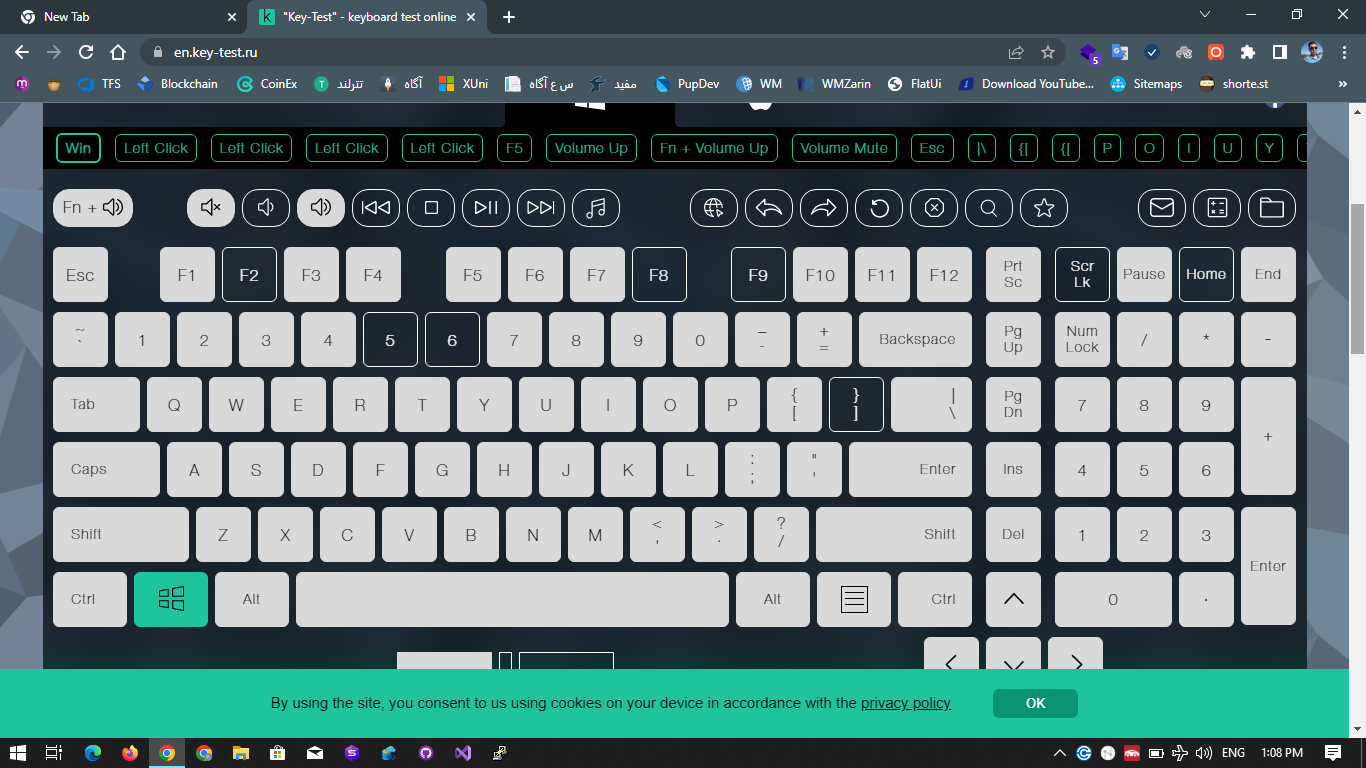 New Tab
"Key-Test" - keyboard test online
en.key-test.ru
5
TFS Blockchain CoinEx تترلند آگاه XUni س ع آگاه مفید PupDev WM WMZarin FlatUi Download YouTube... Sitemaps shorte.st »
Win Left Click Left Click Left Click Left Click F5 Volume Up Fn + Volume Up Volume Mute Esc |\ {[ {[ P O I U Y
Fn +
Esc F1 F2 F3 F4 F5 F6 F7 F8 F9 F10 F11 F12 Prt Sc Scr Lk Pause Home End
~ ` 1 2 3 4 5 6 7 8 9 0 _ - + = Backspace Pg Up Num Lock / * -
Tab Q W E R T Y U I O P { [ } ] | \ Pg Dn 7 8 9 +
Caps A S D F G H J K L : ; " ' Enter Ins 4 5 6
Shift Z X C V B N M < , > . ? / Shift Del 1 2 3 Enter
Ctrl Alt Alt Ctrl 0 .
By using the site, you consent to us using cookies on your device in accordance with the privacy policy OK
ENG 1:08 PM